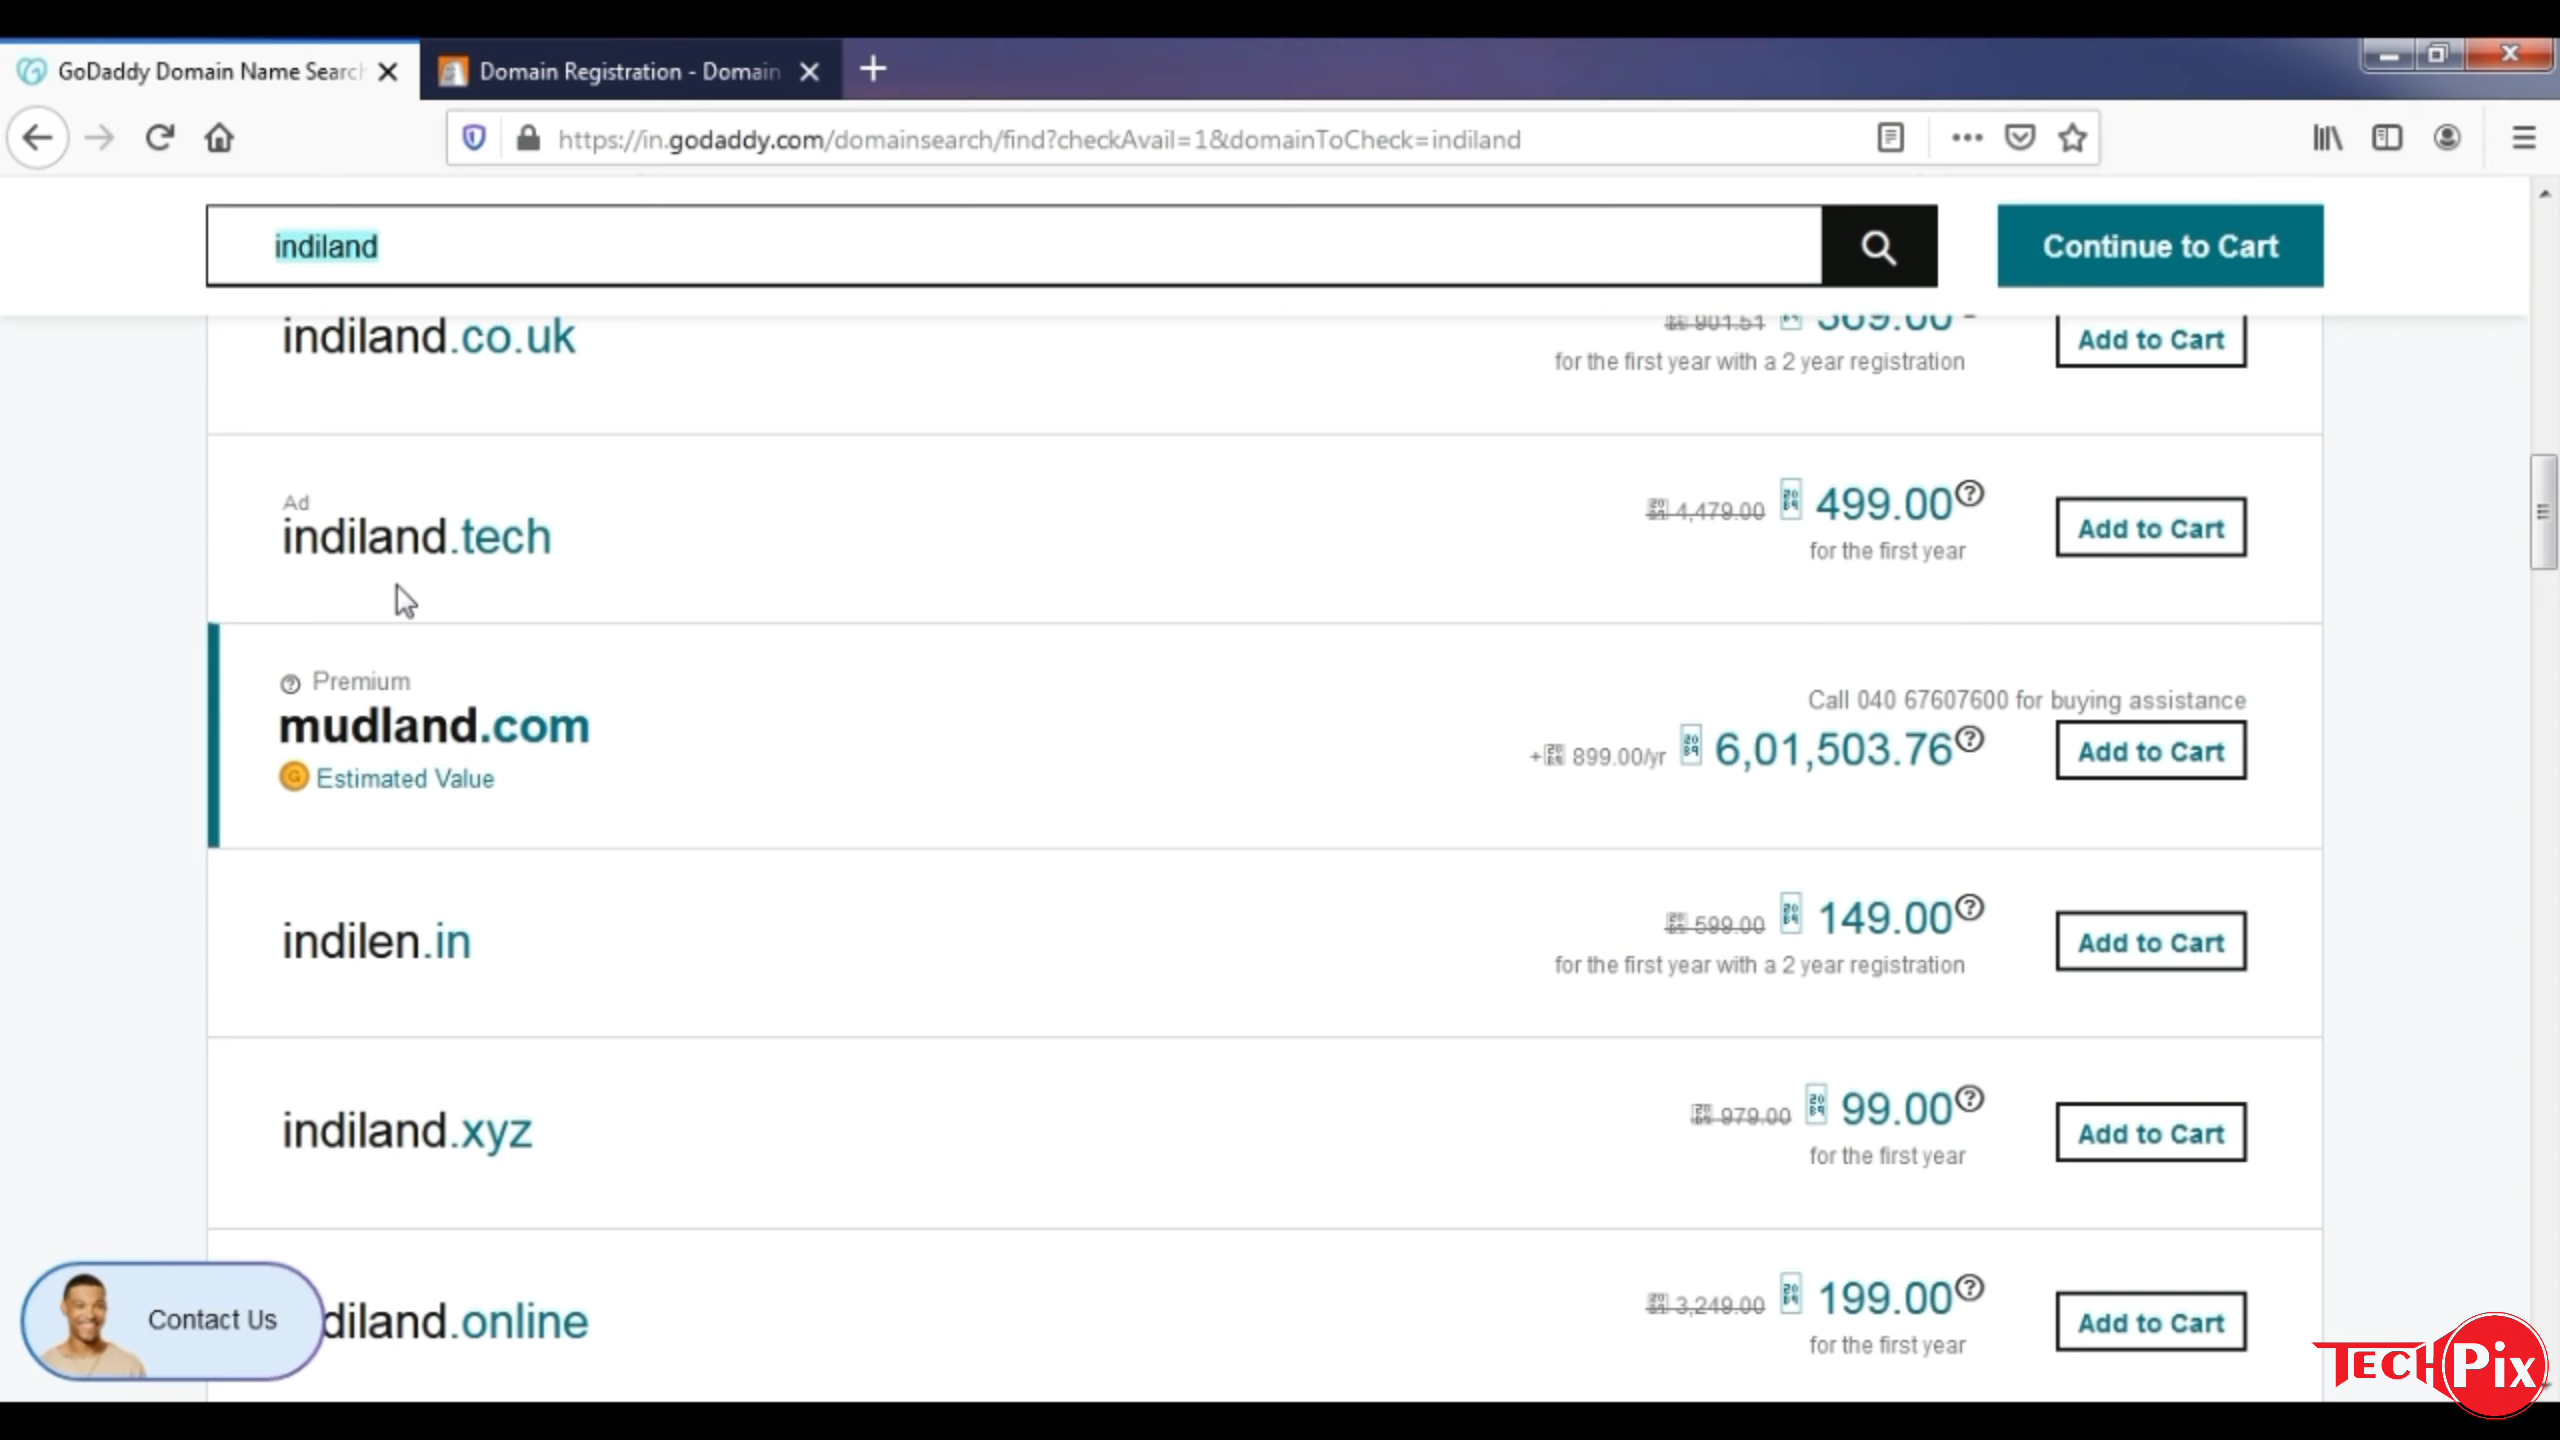 GoDaddy Domain Name Search
Domain Registration - Domain
https://in.godaddy.com/domainsearch/find?checkAvail=1&domainToCheck=indiland
indiland
Continue to Cart
indiland.co.uk
901.51 369.00
Add to Cart
for the first year with a 2 year registration
Ad
indiland.tech
4,479.00 499.00
for the first year
Add to Cart
Premium
mudland.com
Estimated Value
Call 040 67607600 for buying assistance
+ 899.00/yr 6,01,503.76
Add to Cart
indilen.in
599.00 149.00
for the first year with a 2 year registration
Add to Cart
indiland.xyz
979.00 99.00
for the first year
Add to Cart
diland.online
3,249.00 199.00
for the first year
Add to Cart
Contact Us
TECHPix